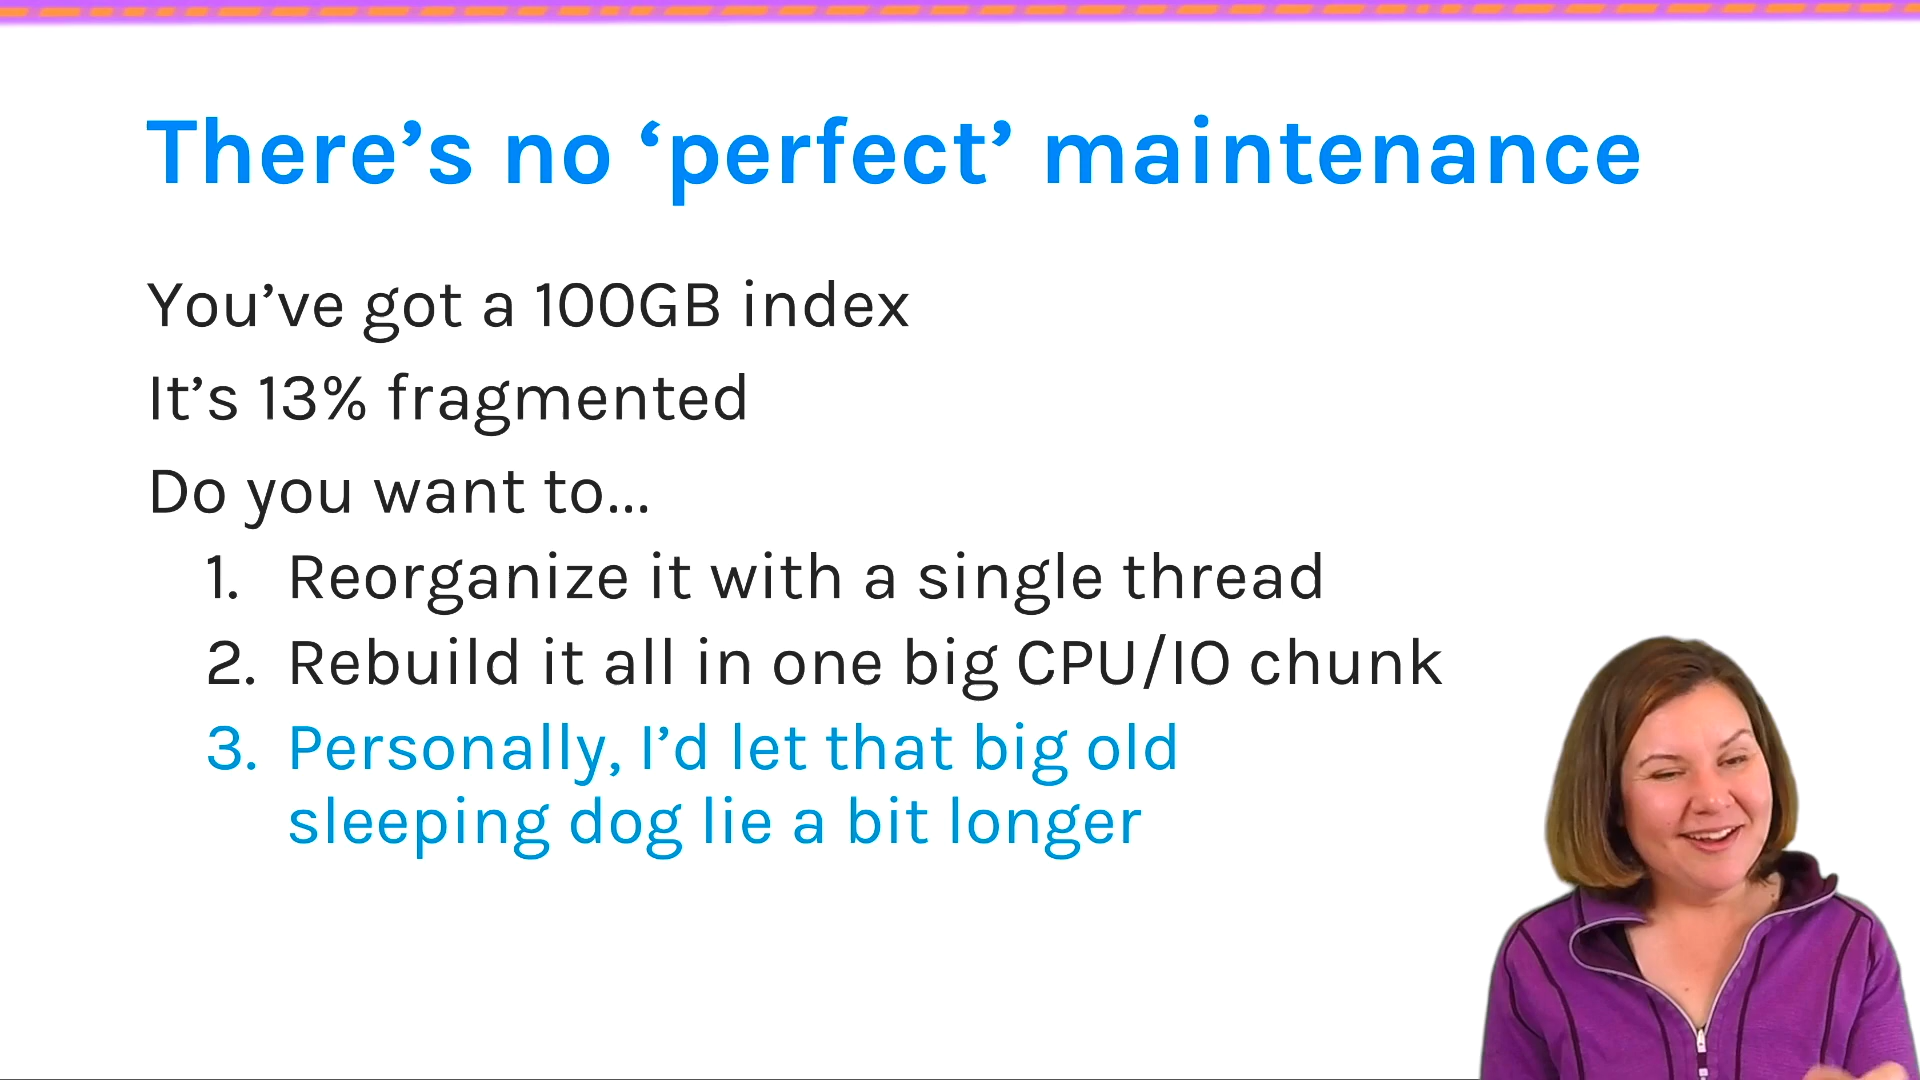 There’s no ‘perfect’ maintenance
You’ve got a 100GB index
It’s 13% fragmented
Do you want to...
1. Reorganize it with a single thread
2. Rebuild it all in one big CPU/IO chunk
3. Personally, I’d let that big old
sleeping dog lie a bit longer